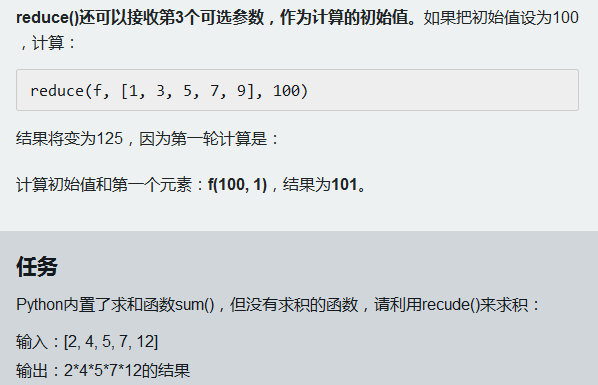 reduce()还可以接收第3个可选参数，作为计算的初始值。如果把初始值设为100
，计算：
reduce(f, [1, 3, 5, 7, 9], 100)
结果将变为125，因为第一轮计算是：
计算初始值和第一个元素：f(100, 1)，结果为101。
任务
Python内置了求和函数sum()，但没有求积的函数，请利用recude()来求积：
输入：[2, 4, 5, 7, 12]
输出：2*4*5*7*12的结果